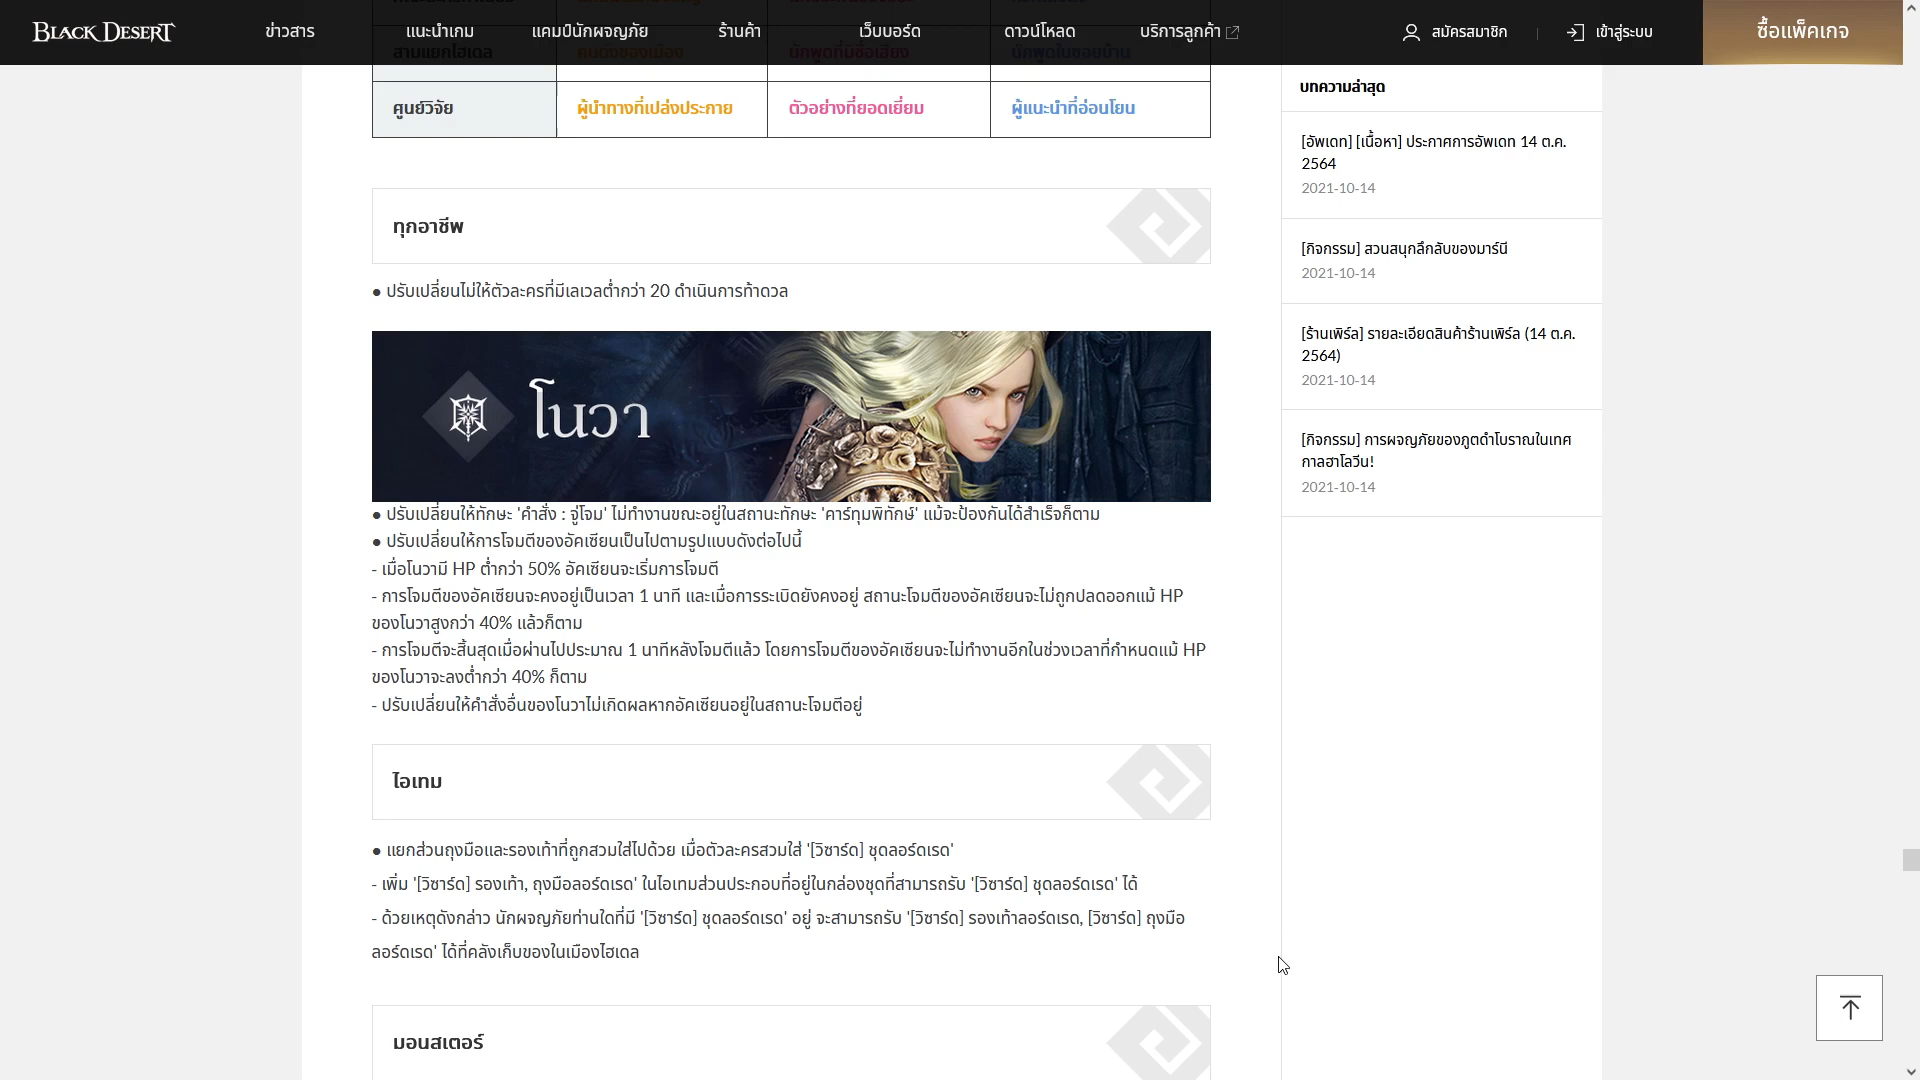 BLACK DESERT
ข่าวสาร
แนะนำเกม
แคมป์นักผจญภัย
ร้านค้า
เว็บบอร์ด
ดาวน์โหลด
บริการลูกค้า
สมัครสมาชิก
เข้าสู่ระบบ
ซื้อแพ็คเกจ
สามแยกไฮเดล คนดังของเมือง นักพูดที่มีชื่อเสียง นักพูดในซอยบ้าน
ศูนย์วิจัย ผู้นำทางที่เปล่งประกาย ตัวอย่างที่ยอดเยี่ยม ผู้แนะนำที่อ่อนโยน
ทุกอาชีพ
● ปรับเปลี่ยนไม่ให้ตัวละครที่มีเลเวลต่ำกว่า 20 ดำเนินการท้าดวล
โนวา
● ปรับเปลี่ยนให้ทักษะ 'คำสั่ง : จู่โจม' ไม่ทำงานขณะอยู่ในสถานะทักษะ 'คาร์ทุมพิทักษ์' แม้จะป้องกันได้สำเร็จก็ตาม
● ปรับเปลี่ยนให้การโจมตีของอัคเซียนเป็นไปตามรูปแบบดังต่อไปนี้
- เมื่อโนวามี HP ต่ำกว่า 50% อัคเซียนจะเริ่มการโจมตี
- การโจมตีของอัคเซียนจะคงอยู่เป็นเวลา 1 นาที และเมื่อการระเบิดยังคงอยู่ สถานะโจมตีของอัคเซียนจะไม่ถูกปลดออกแม้ HP
ของโนวาสูงกว่า 40% แล้วก็ตาม
- การโจมตีจะสิ้นสุดเมื่อผ่านไปประมาณ 1 นาทีหลังโจมตีแล้ว โดยการโจมตีของอัคเซียนจะไม่ทำงานอีกในช่วงเวลาที่กำหนดแม้ HP
ของโนวาจะลงต่ำกว่า 40% ก็ตาม
- ปรับเปลี่ยนให้คำสั่งอื่นของโนวาไม่เกิดผลหากอัคเซียนอยู่ในสถานะโจมตีอยู่
ไอเทม
● แยกส่วนถุงมือและรองเท้าที่ถูกสวมใส่ไปด้วย เมื่อตัวละครสวมใส่ '[วิซาร์ด] ชุดลอร์ดเรด'
- เพิ่ม '[วิซาร์ด] รองเท้า, ถุงมือลอร์ดเรด' ในไอเทมส่วนประกอบที่อยู่ในกล่องชุดที่สามารถรับ '[วิซาร์ด] ชุดลอร์ดเรด' ได้
- ด้วยเหตุดังกล่าว นักผจญภัยท่านใดที่มี '[วิซาร์ด] ชุดลอร์ดเรด' อยู่ จะสามารถรับ '[วิซาร์ด] รองเท้าลอร์ดเรด, [วิซาร์ด] ถุงมือ
ลอร์ดเรด' ได้ที่คลังเก็บของในเมืองไฮเดล
มอนสเตอร์
บทความล่าสุด
[อัพเดท] [เนื้อหา] ประกาศการอัพเดท 14 ต.ค.
2564
2021-10-14
[กิจกรรม] สวนสนุกลึกลับของมาร์นี
2021-10-14
[ร้านเพิร์ล] รายละเอียดสินค้าร้านเพิร์ล (14 ต.ค.
2564)
2021-10-14
[กิจกรรม] การผจญภัยของภูตดำโบราณในเทศ
กาลฮาโลวีน!
2021-10-14